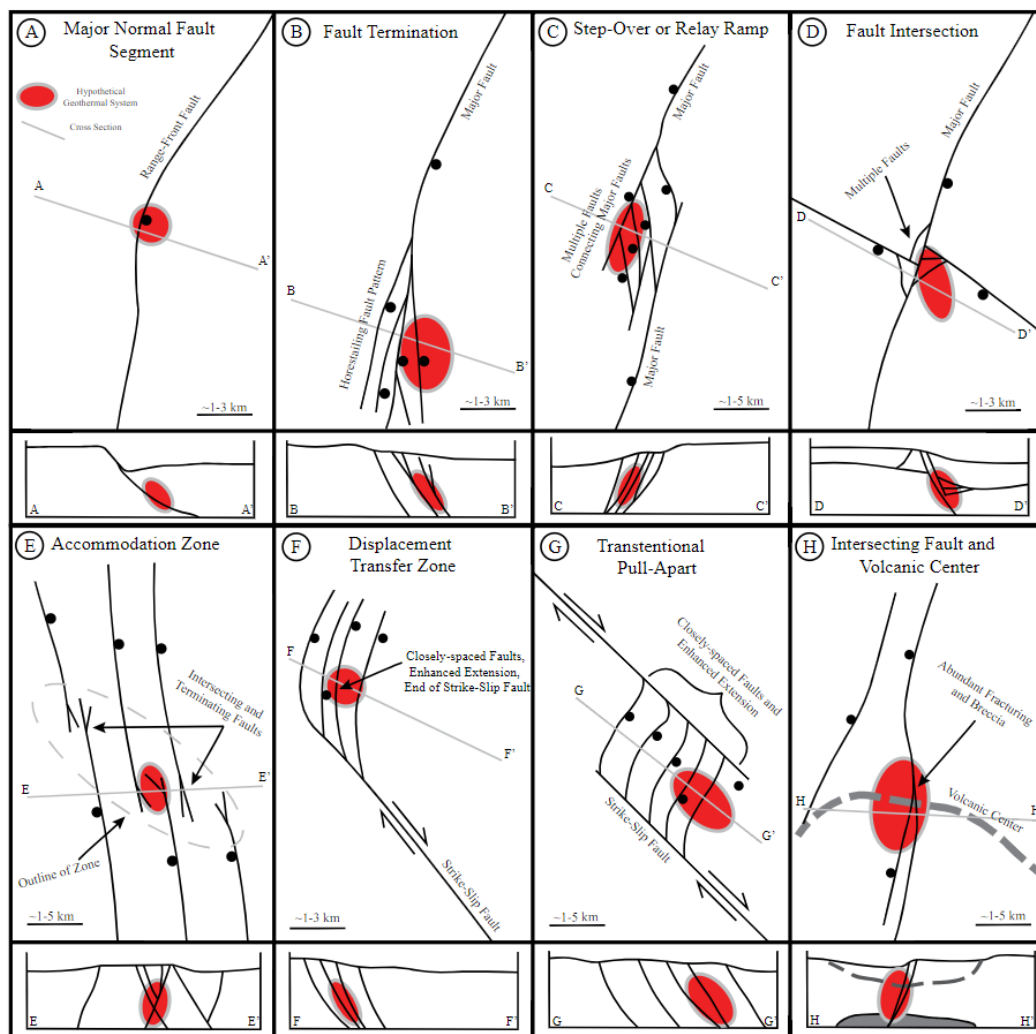 A
Major Normal Fault
Segment
Hypothetical
Geothermal System
Cross Section
Range-Front Fault
A
A'
~1-3 km
A
A'
B
Fault Termination
Major Fault
Horestailing Fault Pattern
B
B'
~1-3 km
B
B'
C
Step-Over or Relay Ramp
Major Fault
Multiple Faults
Connecting Major Faults
Major Fault
C
C'
~1-5 km
C
C'
D
Fault Intersection
Major Fault
Multiple Faults
D
D'
~1-3 km
D
D'
E
Accommodation Zone
Intersecting and
Terminating Faults
E
E'
Outline of Zone
~1-5 km
E
E'
F
Displacement
Transfer Zone
F
Closely-spaced Faults,
Enhanced Extension,
End of Strike-Slip Fault
F'
Strike-Slip Fault
~1-3 km
F
F'
G
Transtentional
Pull-Apart
Closely-spaced Faults and
Enhanced Extension
G
G'
Strike-Slip Fault
~1-5 km
G
G'
H
Intersecting Fault and
Volcanic Center
Abundant Fracturing
and Breccia
Volcanic Center
H
H
~1-5 km
H
H'